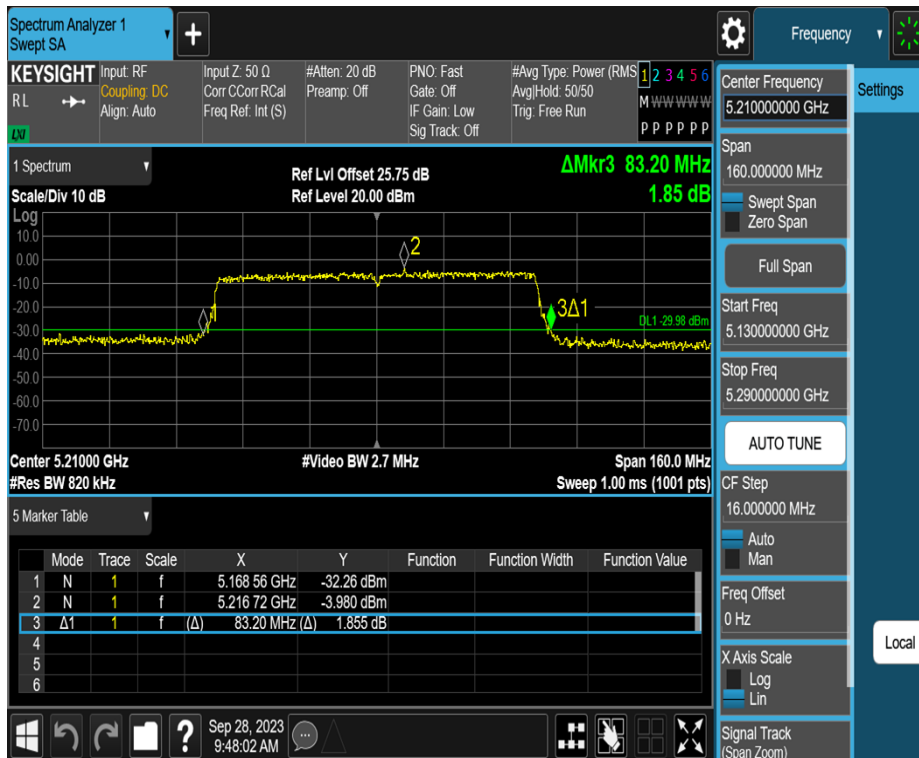 Spectrum Analyzer 1
Swept SA
+
Frequency
KEYSIGHT
R L
LXI
Input: RF
Coupling: DC
Align: Auto
Input Z: 50 Ω
Corr CCorr RCal
Freq Ref: Int (S)
#Atten: 20 dB
Preamp: Off
PNO: Fast
Gate: Off
IF Gain: Low
Sig Track: Off
#Avg Type: Power (RMS
Avg|Hold: 50/50
Trig: Free Run
1 2 3 4 5 6
M W W W W W
P P P P P P
1 Spectrum
Scale/Div 10 dB
Ref Lvl Offset 25.75 dB
Ref Level 20.00 dBm
ΔMkr3 83.20 MHz
1.85 dB
Log
10.0
0.00
-10.0
-20.0
-30.0
-40.0
-50.0
-60.0
-70.0
2
3Δ1
DL1 -29.98 dBm
Center 5.21000 GHz
#Res BW 820 kHz
#Video BW 2.7 MHz
Span 160.0 MHz
Sweep 1.00 ms (1001 pts)
5 Marker Table
Mode Trace Scale X Y Function Function Width Function Value
1 N 1 f 5.168 56 GHz -32.26 dBm
2 N 1 f 5.216 72 GHz -3.980 dBm
3 Δ1 1 f (Δ) 83.20 MHz (Δ) 1.855 dB
4
5
6
?
Sep 28, 2023
9:48:02 AM
Center Frequency
5.210000000 GHz
Span
160.000000 MHz
Swept Span
Zero Span
Full Span
Start Freq
5.130000000 GHz
Stop Freq
5.290000000 GHz
AUTO TUNE
CF Step
16.000000 MHz
Auto
Man
Freq Offset
0 Hz
X Axis Scale
Log
Lin
Signal Track
(Span Zoom)
Settings
Local